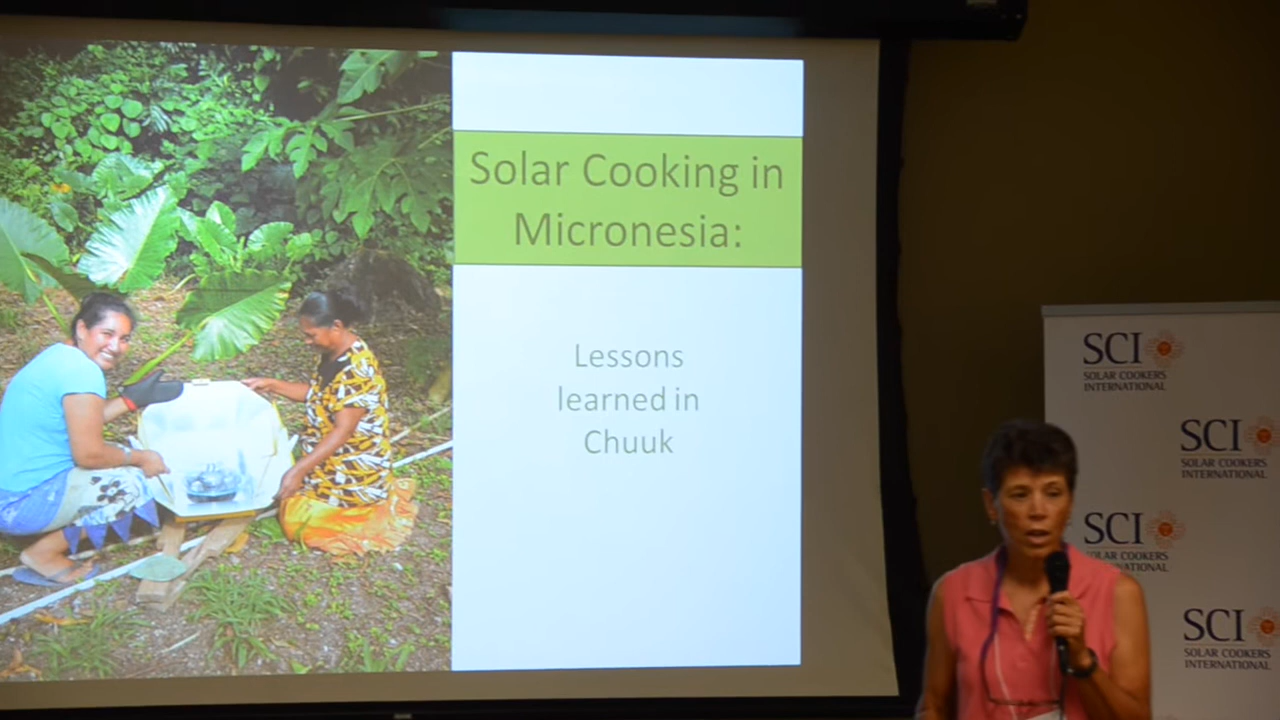 Solar Cooking in
Micronesia:
Lessons
learned in
Chuuk
SCI
SOLAR COOKERS
INTERNATIONAL
SCI
SOLAR COOKERS
INTERNATIONAL
SCI
SOLAR COOKERS
INTERNATIONAL
SCI
SOLAR COOKERS
INTERNATIONAL